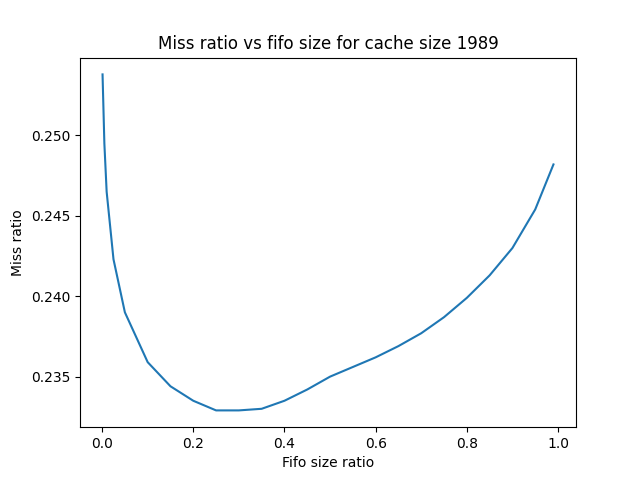 Miss ratio vs fifo size for cache size 1989
0.250
0.245
0.240
0.235
Miss ratio
0.0 0.2 0.4 0.6 0.8 1.0
Fifo size ratio